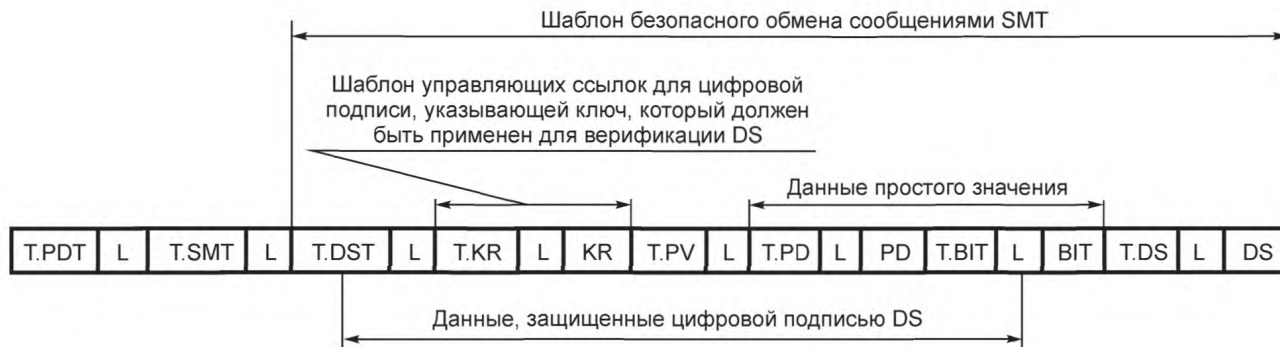 Шаблон безопасного обмена сообщениями SMT
Шаблон управляющих ссылок для цифровой
подписи, указывающей ключ, который должен
быть применен для верификации DS
Данные простого значения
T.PDT L T.SMT L T.DST L T.KR L KR T.PV L T.PD L PD T.BIT L BIT T.DS L DS
Данные, защищенные цифровой подписью DS